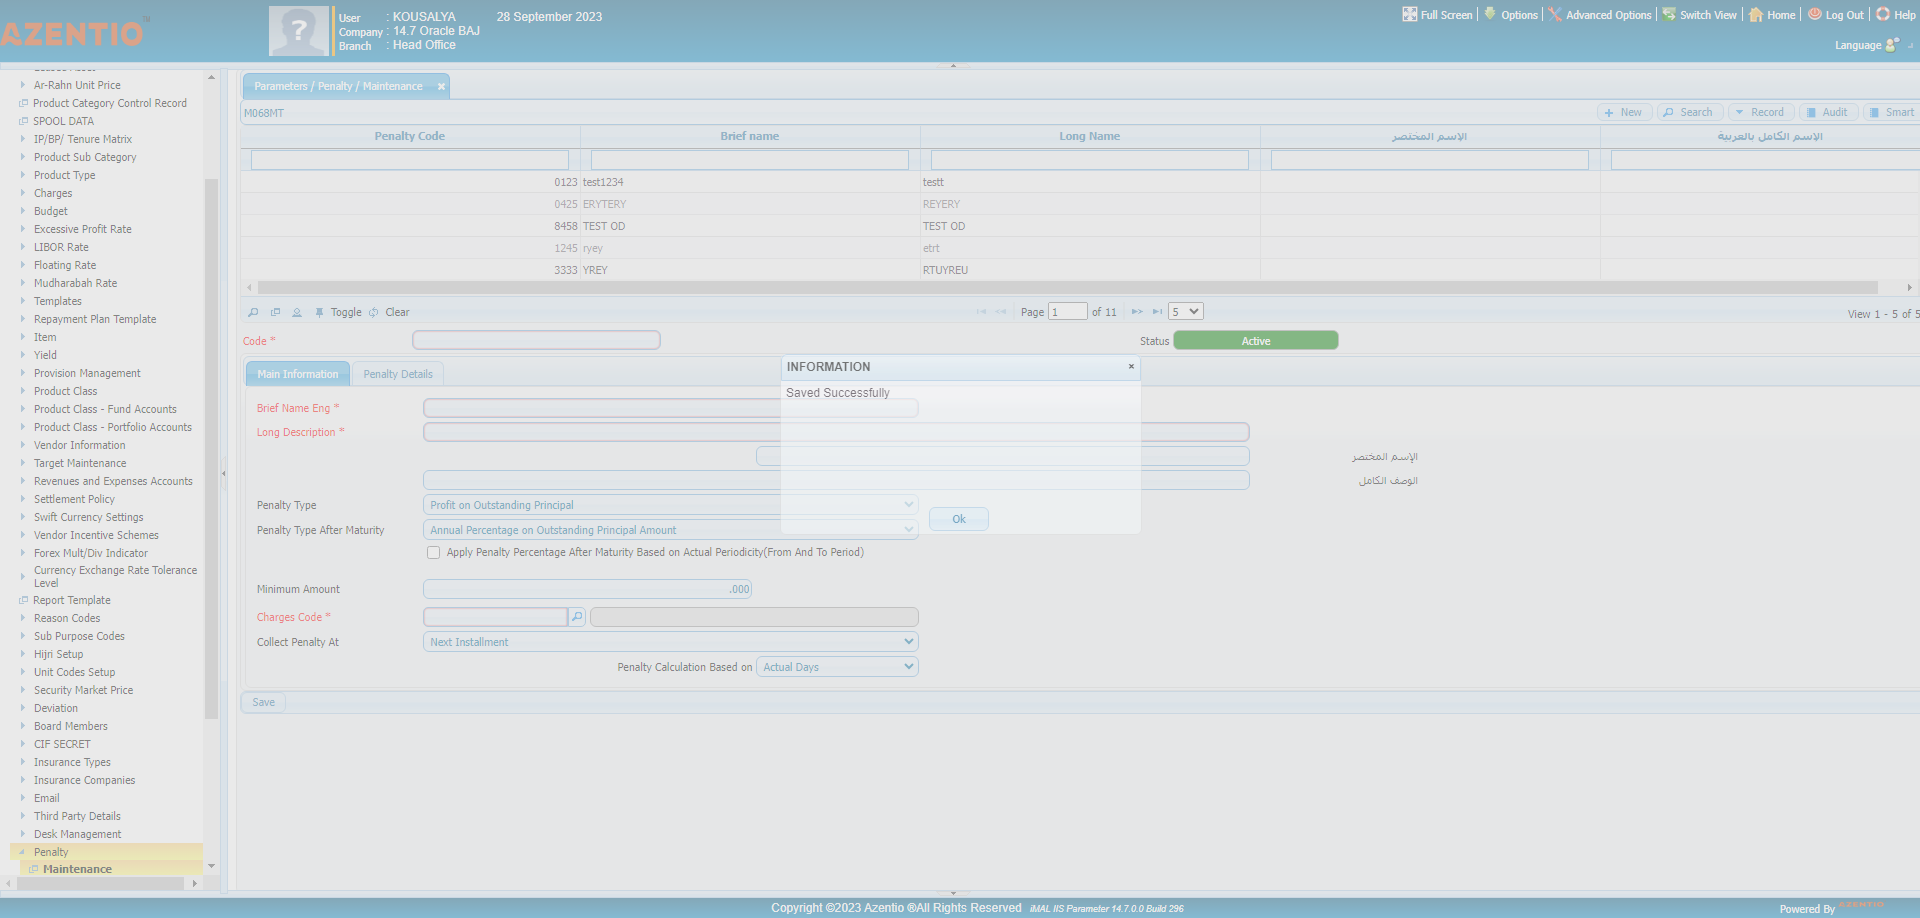 AZENTIO™
User : KOUSALYA 28 September 2023
Company : 14.7 Oracle BAJ
Branch : Head Office
Full Screen Options Advanced Options Switch View Home Log Out Help
Language
Ar-Rahn Unit Price
Product Category Control Record
SPOOL DATA
IP/BP/ Tenure Matrix
Product Sub Category
Product Type
Charges
Budget
Excessive Profit Rate
LIBOR Rate
Floating Rate
Mudharabah Rate
Templates
Repayment Plan Template
Item
Yield
Provision Management
Product Class
Product Class - Fund Accounts
Product Class - Portfolio Accounts
Vendor Information
Target Maintenance
Revenues and Expenses Accounts
Settlement Policy
Swift Currency Settings
Vendor Incentive Schemes
Forex Mult/Div Indicator
Currency Exchange Rate Tolerance
Level
Report Template
Reason Codes
Sub Purpose Codes
Hijri Setup
Unit Codes Setup
Security Market Price
Deviation
Board Members
CIF SECRET
Insurance Types
Insurance Companies
Email
Third Party Details
Desk Management
Penalty
Maintenance
Parameters / Penalty / Maintenance
M068MT
New Search Record Audit Smart
Penalty Code Brief name Long Name الإسم المختصر الإسم الكامل بالعربية
0123 test1234 testt
0425 ERYTERY REYERY
8458 TEST OD TEST OD
1245 ryey etrt
3333 YREY RTUYREU
Toggle Clear Page 1 of 11 5 View 1 - 5 of 5
Code * Status Active
Main Information Penalty Details
INFORMATION
Saved Successfully
Ok
Brief Name Eng *
Long Description *
الإسم المختصر
الوصف الكامل
Penalty Type Profit on Outstanding Principal
Penalty Type After Maturity Annual Percentage on Outstanding Principal Amount
Apply Penalty Percentage After Maturity Based on Actual Periodicity(From And To Period)
Minimum Amount .000
Charges Code *
Collect Penalty At Next Installment
Penalty Calculation Based on Actual Days
Save
Copyright ©2023 Azentio ®All Rights Reserved iMAL IIS Parameter 14.7.0.0 Build 296
Powered By AZENTIO